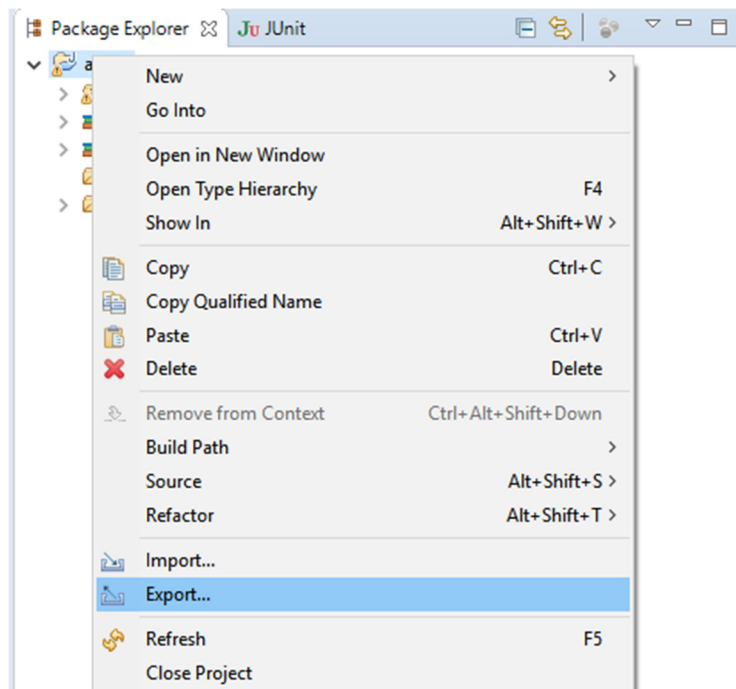 Package Explorer JUnit
a
New
Go Into
Open in New Window
Open Type Hierarchy F4
Show In Alt+Shift+W
Copy Ctrl+C
Copy Qualified Name
Paste Ctrl+V
Delete Delete
Remove from Context Ctrl+Alt+Shift+Down
Build Path
Source Alt+Shift+S
Refactor Alt+Shift+T
Import...
Export...
Refresh F5
Close Project